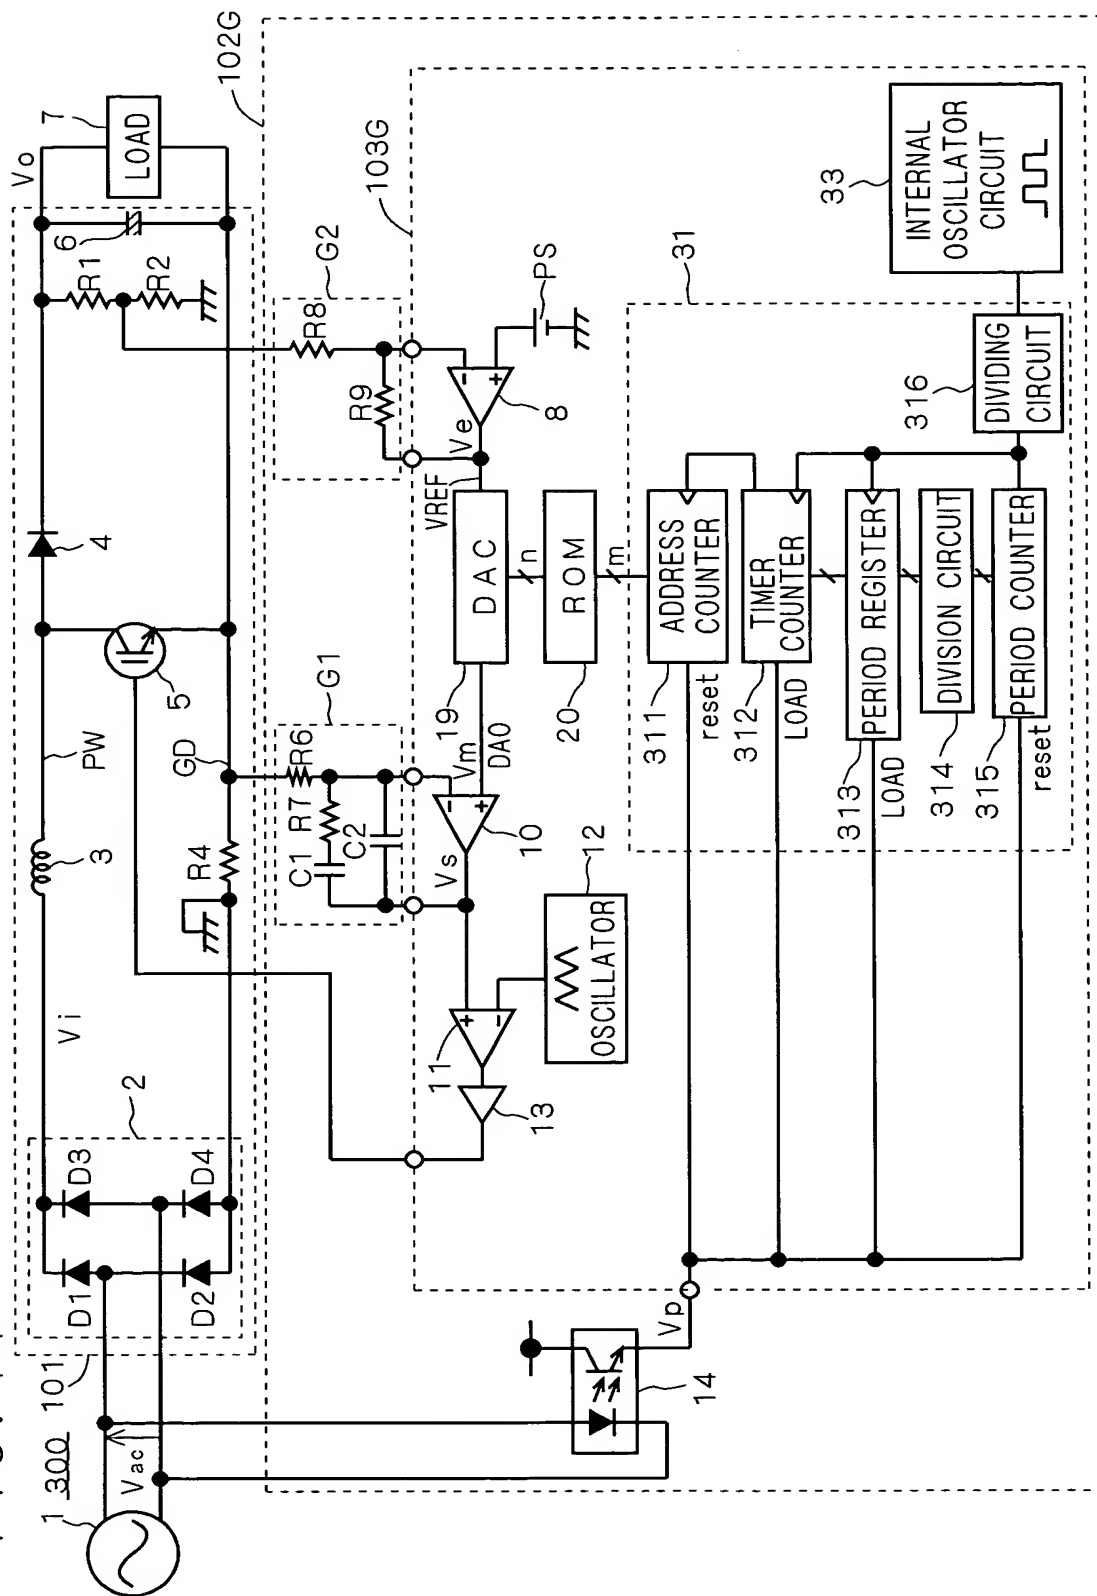 1
300
101
Vac
D1
D3
D2
D4
2
Vi
3
PW
R4
GD
5
4
R1
R2
6
Vo
7
LOAD
102G
G1
R6
R7
C1
C2
G2
R8
R9
103G
PS
8
Ve
VREF
DAC
19
DAO
n
ROM
20
m
Vm
10
Vs
11
12
OSCILLATOR
13
14
Vp
31
ADDRESS
COUNTER
311
reset
TIMER
COUNTER
312
LOAD
PERIOD REGISTER
313
LOAD
DIVISION CIRCUIT
314
PERIOD COUNTER
315
reset
316
DIVIDING
CIRCUIT
33
INTERNAL
OSCILLATOR
CIRCUIT